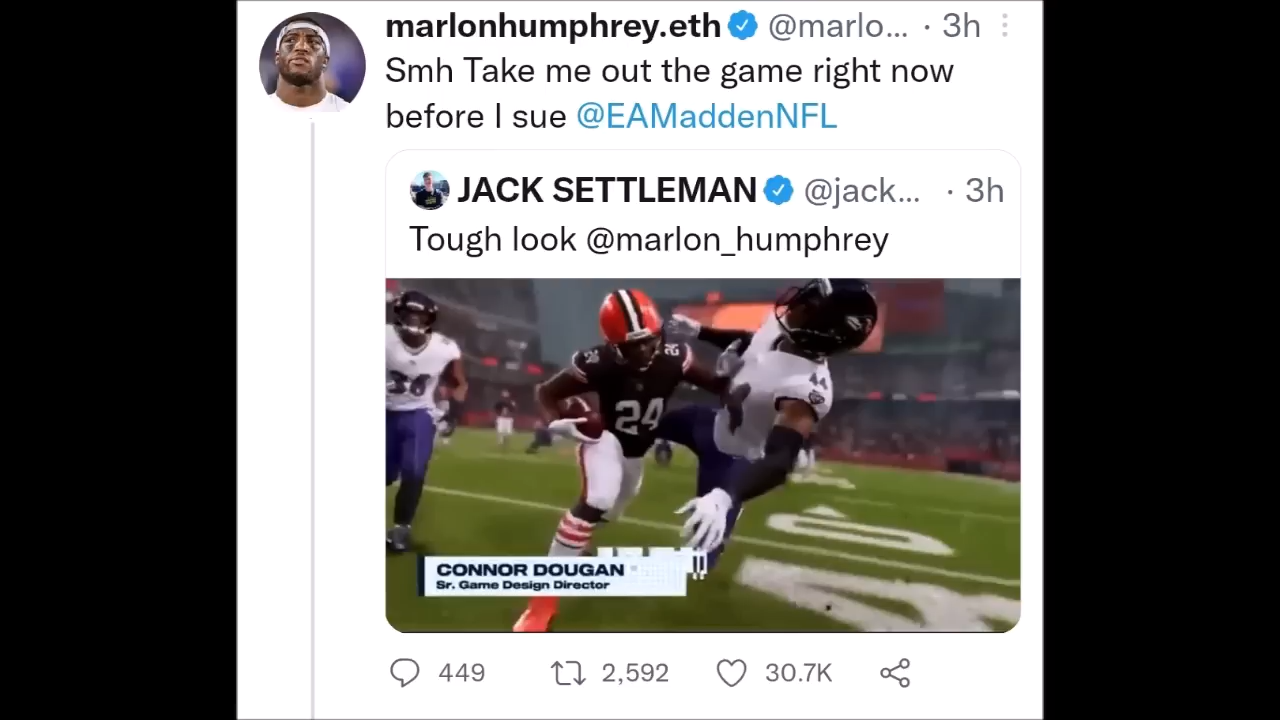 marlonhumphrey.eth @marlo... · 3h
Smh Take me out the game right now
before I sue @EAMaddenNFL
JACK SETTLEMAN @jack... · 3h
Tough look @marlon_humphrey
24
24
44
CONNOR DOUGAN
Sr. Game Design Director
449 2,592 30.7K